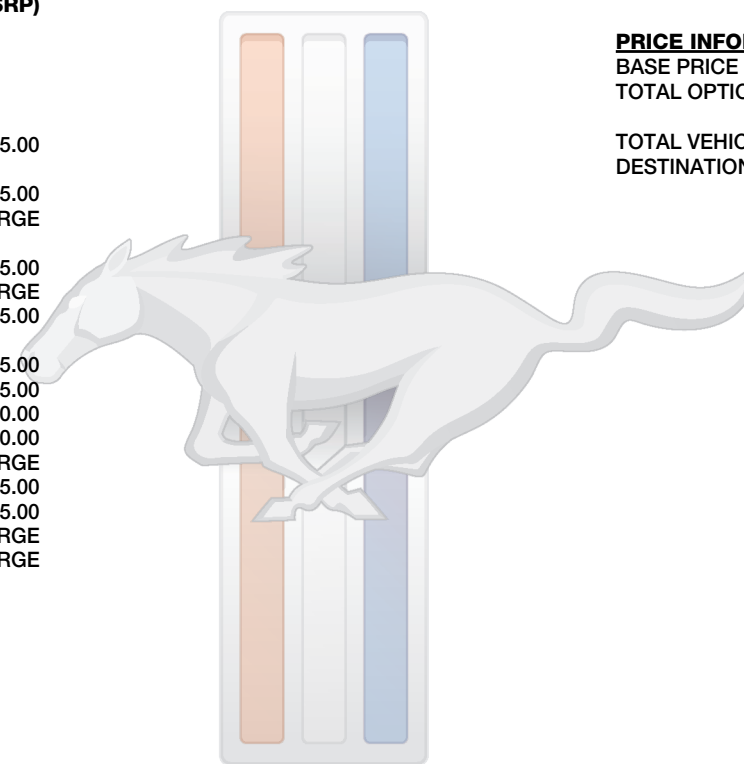 SRP)
5.00
5.00
RGE
5.00
RGE
5.00
5.00
5.00
0.00
0.00
RGE
5.00
5.00
RGE
RGE
PRICE INFO
BASE PRICE
TOTAL OPTIO
TOTAL VEHIC
DESTINATION